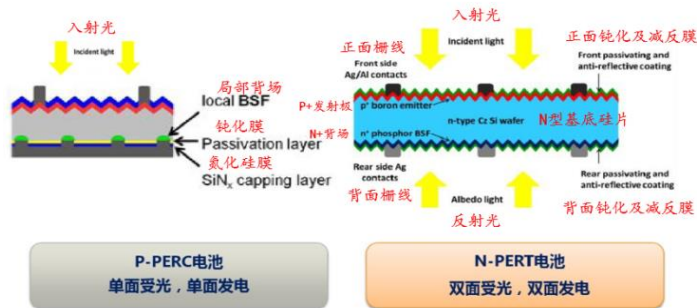 入射光
Incident light
局部背场
local BSF
钝化膜
Passivation layer
氮化硅膜
SiNx capping layer
P-PERC电池
单面受光，单面发电
入射光
Incident light
正面栅线
Front side
Ag/Al contacts
正面钝化及减反膜
Front passivating and
anti-reflective coating
P+发射极
p+ boron emitter
n-type Cz Si wafer
N型基底硅片
N+背场
n+ phosphor BSF
Rear side Ag
contacts
背面栅线
Albedo light
反射光
Rear passivating and
anti-reflective coating
背面钝化及减反膜
N-PERT电池
双面受光，双面发电